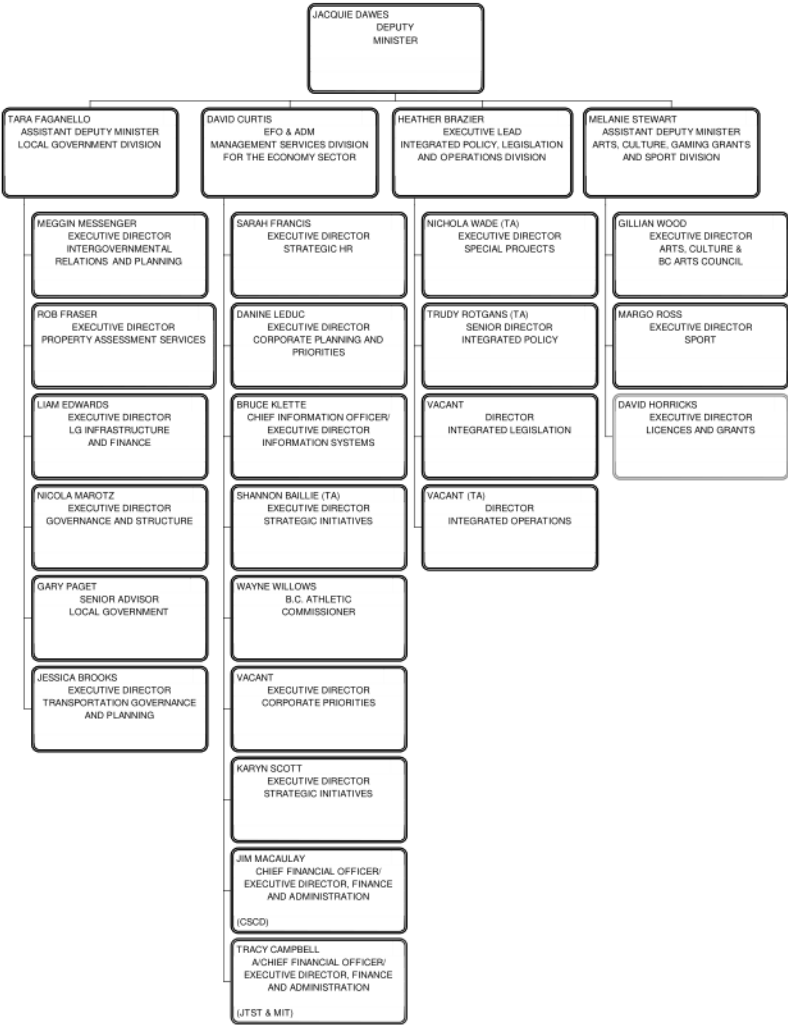 JACQUIE DAWES
DEPUTY
MINISTER
TARA FAGANELLO
ASSISTANT DEPUTY MINISTER
LOCAL GOVERNMENT DIVISION
MEGGIN MESSENGER
EXECUTIVE DIRECTOR
INTERGOVERNMENTAL
RELATIONS AND PLANNING
ROB FRASER
EXECUTIVE DIRECTOR
PROPERTY ASSESSMENT SERVICES
LIAM EDWARDS
EXECUTIVE DIRECTOR
LG INFRASTRUCTURE
AND FINANCE
NICOLA MAROTZ
EXECUTIVE DIRECTOR
GOVERNANCE AND STRUCTURE
GARY PAGET
SENIOR ADVISOR
LOCAL GOVERNMENT
JESSICA BROOKS
EXECUTIVE DIRECTOR
TRANSPORTATION GOVERNANCE
AND PLANNING
DAVID CURTIS
EFO & ADM
MANAGEMENT SERVICES DIVISION
FOR THE ECONOMY SECTOR
SARAH FRANCIS
EXECUTIVE DIRECTOR
STRATEGIC HR
DANINE LEDUC
EXECUTIVE DIRECTOR
CORPORATE PLANNING AND
PRIORITIES
BRUCE KLETTE
CHIEF INFORMATION OFFICER/
EXECUTIVE DIRECTOR
INFORMATION SYSTEMS
SHANNON BAILLIE (TA)
EXECUTIVE DIRECTOR
STRATEGIC INITIATIVES
WAYNE WILLOWS
B.C. ATHLETIC
COMMISSIONER
VACANT
EXECUTIVE DIRECTOR
CORPORATE PRIORITIES
KARYN SCOTT
EXECUTIVE DIRECTOR
STRATEGIC INITIATIVES
JIM MACAULAY
CHIEF FINANCIAL OFFICER/
EXECUTIVE DIRECTOR, FINANCE
AND ADMINISTRATION
(CSCD)
TRACY CAMPBELL
A/CHIEF FINANCIAL OFFICER/
EXECUTIVE DIRECTOR, FINANCE
AND ADMINISTRATION
(JTST & MIT)
HEATHER BRAZIER
EXECUTIVE LEAD
INTEGRATED POLICY, LEGISLATION
AND OPERATIONS DIVISION
NICHOLA WADE (TA)
EXECUTIVE DIRECTOR
SPECIAL PROJECTS
TRUDY ROTGANS (TA)
SENIOR DIRECTOR
INTEGRATED POLICY
VACANT
DIRECTOR
INTEGRATED LEGISLATION
VACANT (TA)
DIRECTOR
INTEGRATED OPERATIONS
MELANIE STEWART
ASSISTANT DEPUTY MINISTER
ARTS, CULTURE, GAMING GRANTS
AND SPORT DIVISION
GILLIAN WOOD
EXECUTIVE DIRECTOR
ARTS, CULTURE &
BC ARTS COUNCIL
MARGO ROSS
EXECUTIVE DIRECTOR
SPORT
DAVID HORRICKS
EXECUTIVE DIRECTOR
LICENCES AND GRANTS